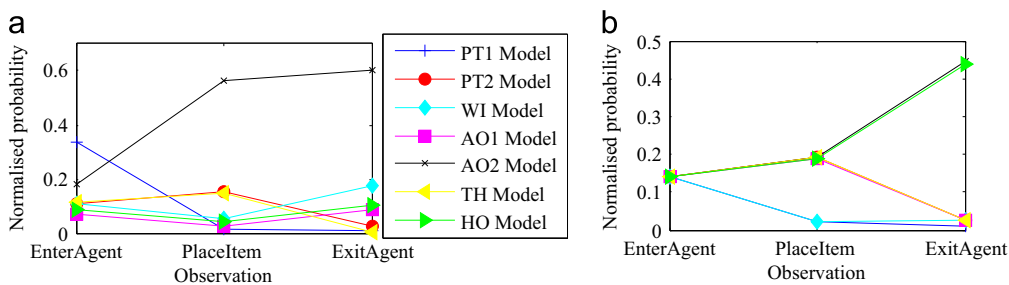 a
Normalised probability
0.6
0.4
0.2
0
EnterAgent PlaceItem ExitAgent
Observation
PT1 Model
PT2 Model
WI Model
AO1 Model
AO2 Model
TH Model
HO Model
b
Normalised probability
0.5
0.4
0.3
0.2
0.1
0
EnterAgent PlaceItem ExitAgent
Observation